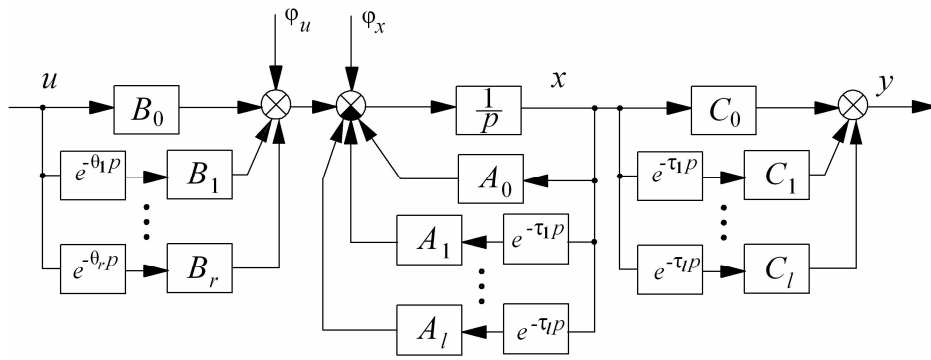 φ_u φ_x
u B_0 1/p x C_0 y
e^{-θ_1 p} B_1 A_0 e^{-τ_1 p} C_1
A_1 e^{-τ_1 p}
e^{-θ_r p} B_r e^{-τ_l p} C_l
A_l e^{-τ_l p}